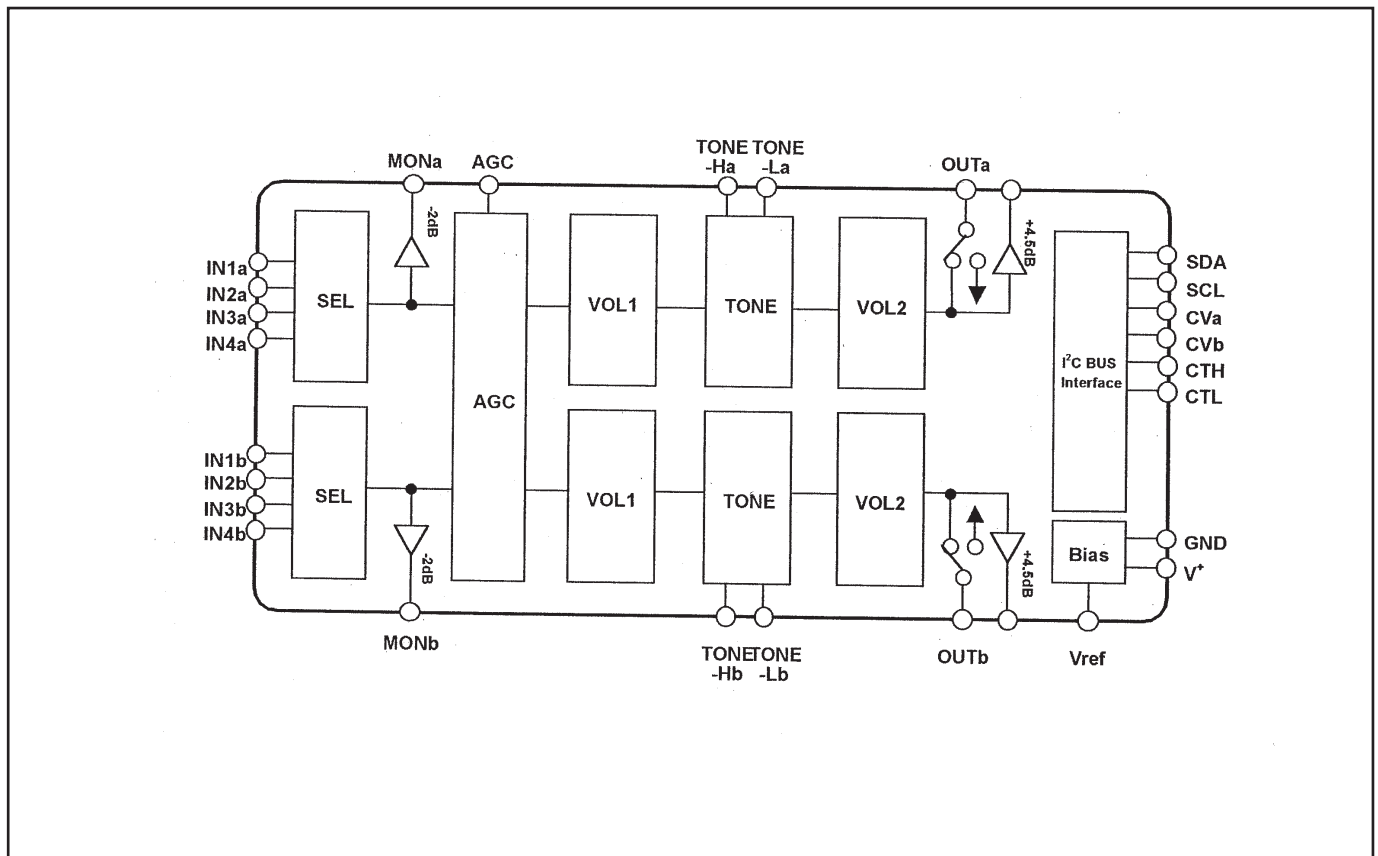 TONE TONE
-Ha -La
MONa AGC OUTa
-2dB
+4.5dB
IN1a
IN2a
IN3a
IN4a
SEL
VOL1
TONE
VOL2
AGC
I²C BUS
Interface
SDA
SCL
CVa
CVb
CTH
CTL
IN1b
IN2b
IN3b
IN4b
SEL
VOL1
TONE
VOL2
-2dB
+4.5dB
Bias
GND
V⁺
MONb
TONE TONE
-Hb -Lb
OUTb
Vref